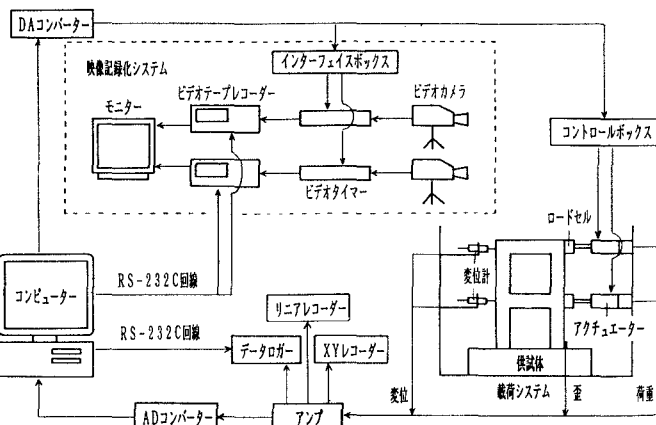 DAコンバーター
インターフェイスボックス
映像記録化システム
ビデオテープレコーダー
ビデオカメラ
モニター
コントロールボックス
ビデオタイマー
ロードセル
変位計
コンピューター
RS-232C回線
リニアレコーダー
RS-232C回線
アクチュエーター
データロガー
XYレコーダー
供試体
変位
載荷システム
歪
荷重
ADコンバーター
アンプ